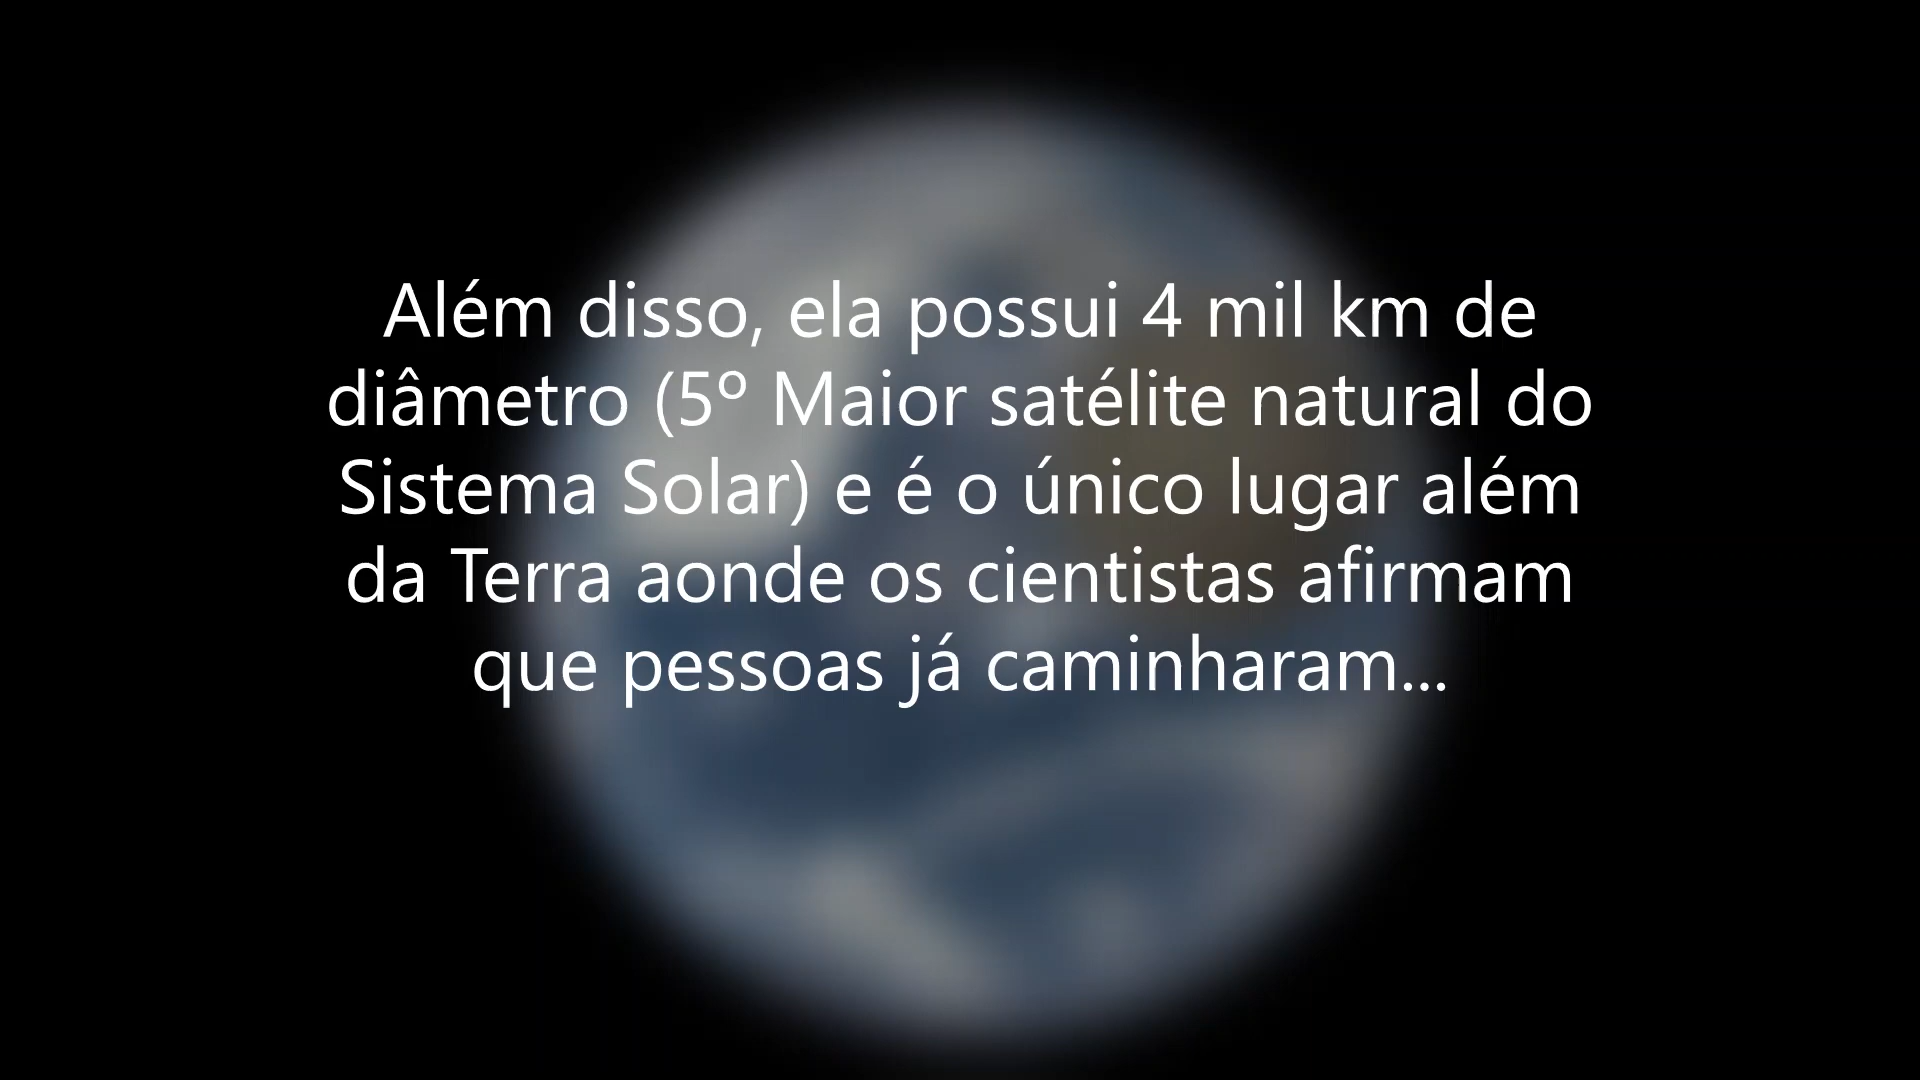 Além disso, ela possui 4 mil km de
diâmetro (5º Maior satélite natural do
Sistema Solar) e é o único lugar além
da Terra aonde os cientistas afirmam
que pessoas já caminharam...